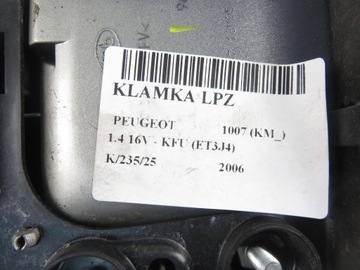 KLAMKA LPZ
PEUGEOT 1007 (KM_)
1.4 16V - KFU (ET3J4)
K/235/25 2006